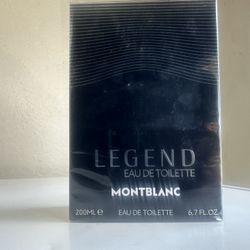 LEGEND
EAU DE TOILETTE
MONTBLANC
200ML ℮ EAU DE TOILETTE 6.7 FL.OZ